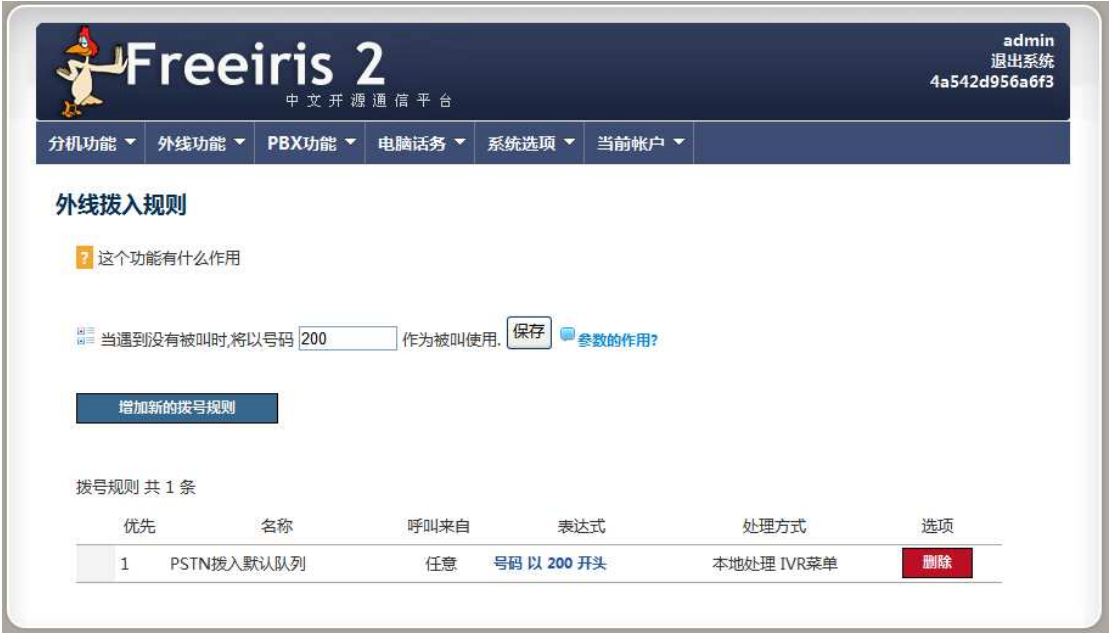 Freeiris 2
中文开源通信平台
admin
退出系统
4a542d956a6f3
分机功能 外线功能 PBX功能 电脑话务 系统选项 当前帐户
外线拨入规则
? 这个功能有什么作用
当遇到没有被叫时,将以号码 200 作为被叫使用. 保存 参数的作用?
增加新的拨号规则
拨号规则 共 1 条
优先 名称 呼叫来自 表达式 处理方式 选项
1 PSTN拨入默认队列 任意 号码 以 200 开头 本地处理 IVR菜单 删除